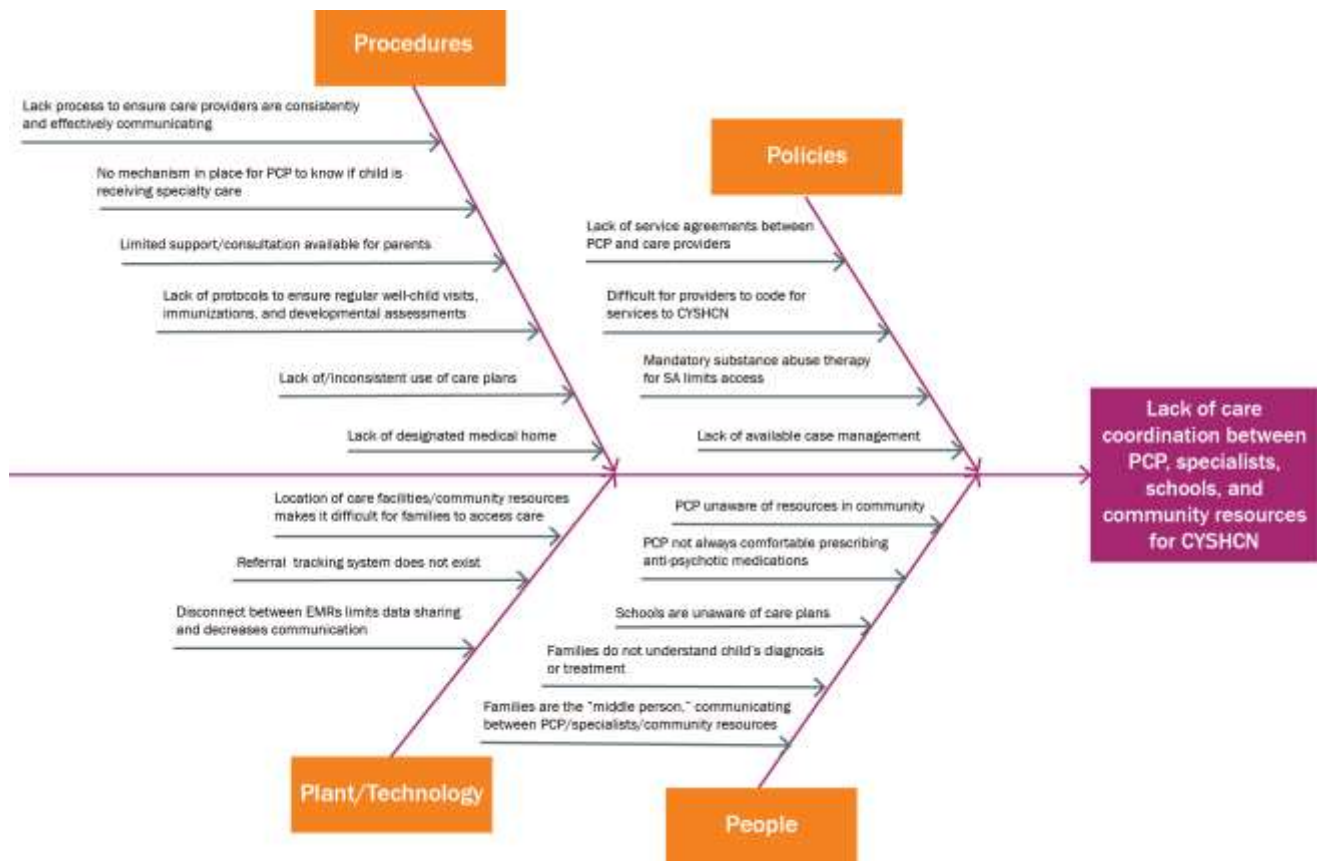 Procedures
Lack process to ensure care providers are consistently
and effectively communicating
No mechanism in place for PCP to know if child is
receiving specialty care
Limited support/consultation available for parents
Lack of protocols to ensure regular well-child visits,
immunizations, and developmental assessments
Lack of/inconsistent use of care plans
Lack of designated medical home
Policies
Lack of service agreements between
PCP and care providers
Difficult for providers to code for
services to CYSHCN
Mandatory substance abuse therapy
for SA limits access
Lack of available case management
Lack of care
coordination between
PCP, specialists,
schools, and
community resources
for CYSHCN
Location of care facilities/community resources
makes it difficult for families to access care
Referral tracking system does not exist
Disconnect between EMRs limits data sharing
and decreases communication
Plant/Technology
PCP unaware of resources in community
PCP not always comfortable prescribing
anti-psychotic medications
Schools are unaware of care plans
Families do not understand child's diagnosis
or treatment
Families are the "middle person," communicating
between PCP/specialists/community resources
People